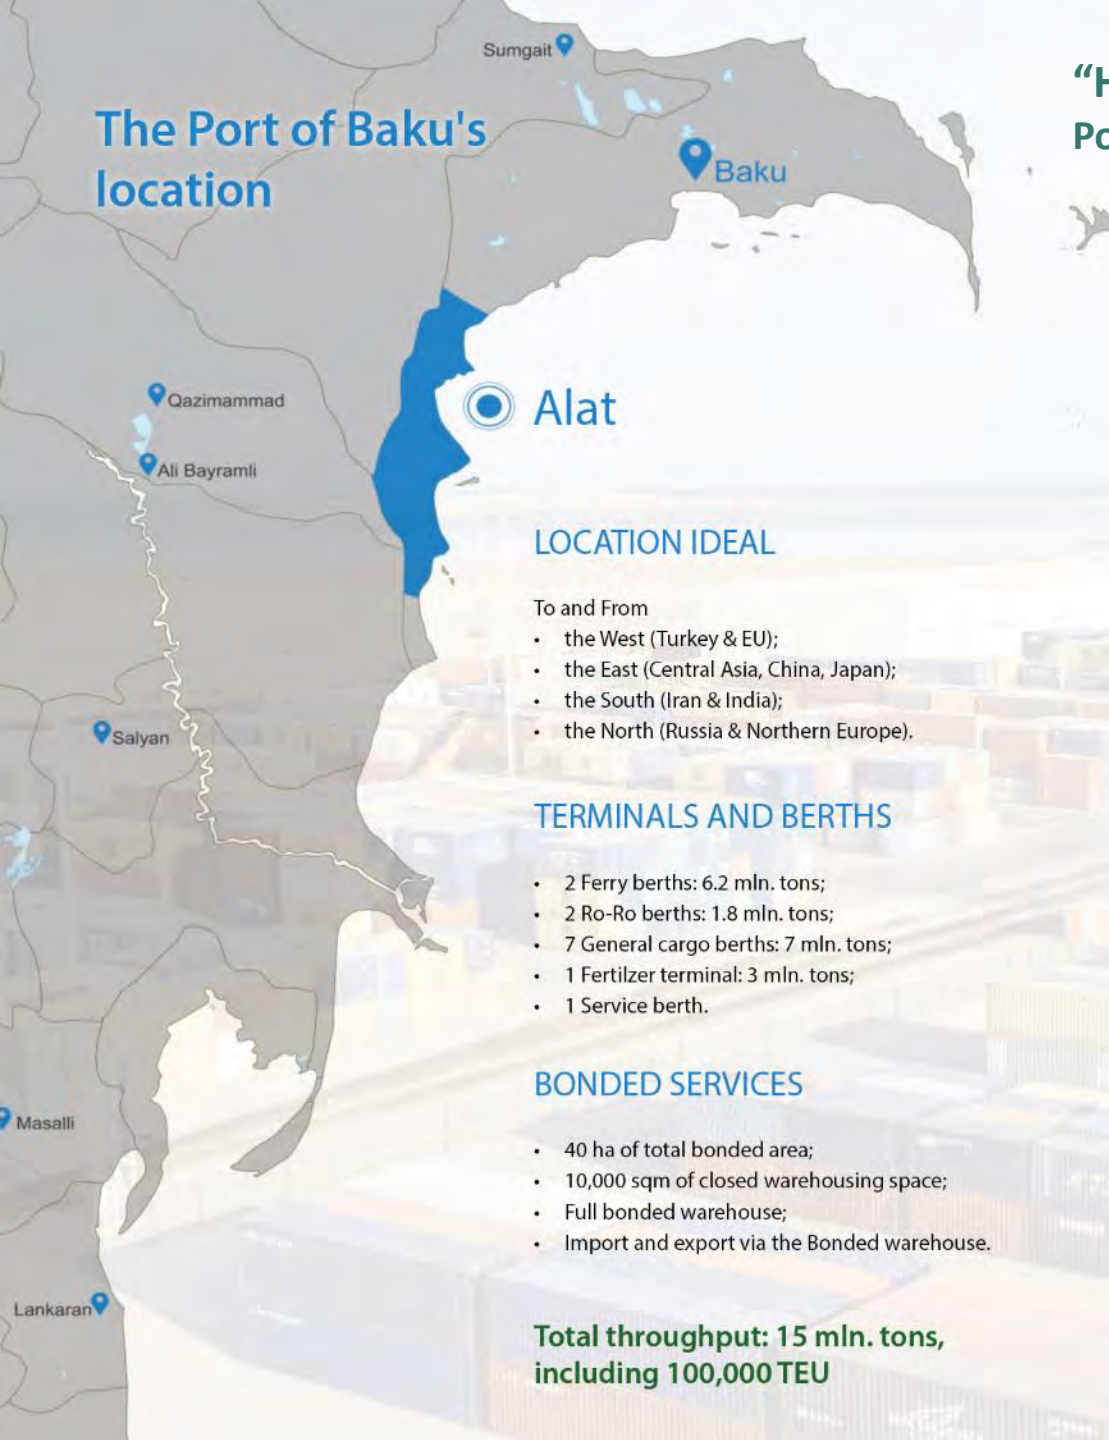 Sumgait
The Port of Baku's
location
Baku
"H
Po
Qazimammad
Alat
Ali Bayramli
LOCATION IDEAL
To and From
• the West (Turkey & EU);
• the East (Central Asia, China, Japan);
• the South (Iran & India);
• the North (Russia & Northern Europe).
Salyan
TERMINALS AND BERTHS
• 2 Ferry berths: 6.2 mln. tons;
• 2 Ro-Ro berths: 1.8 mln. tons;
• 7 General cargo berths: 7 mln. tons;
• 1 Fertilzer terminal: 3 mln. tons;
• 1 Service berth.
BONDED SERVICES
Masalli
• 40 ha of total bonded area;
• 10,000 sqm of closed warehousing space;
• Full bonded warehouse;
• Import and export via the Bonded warehouse.
Lankaran
Total throughput: 15 mln. tons,
including 100,000 TEU